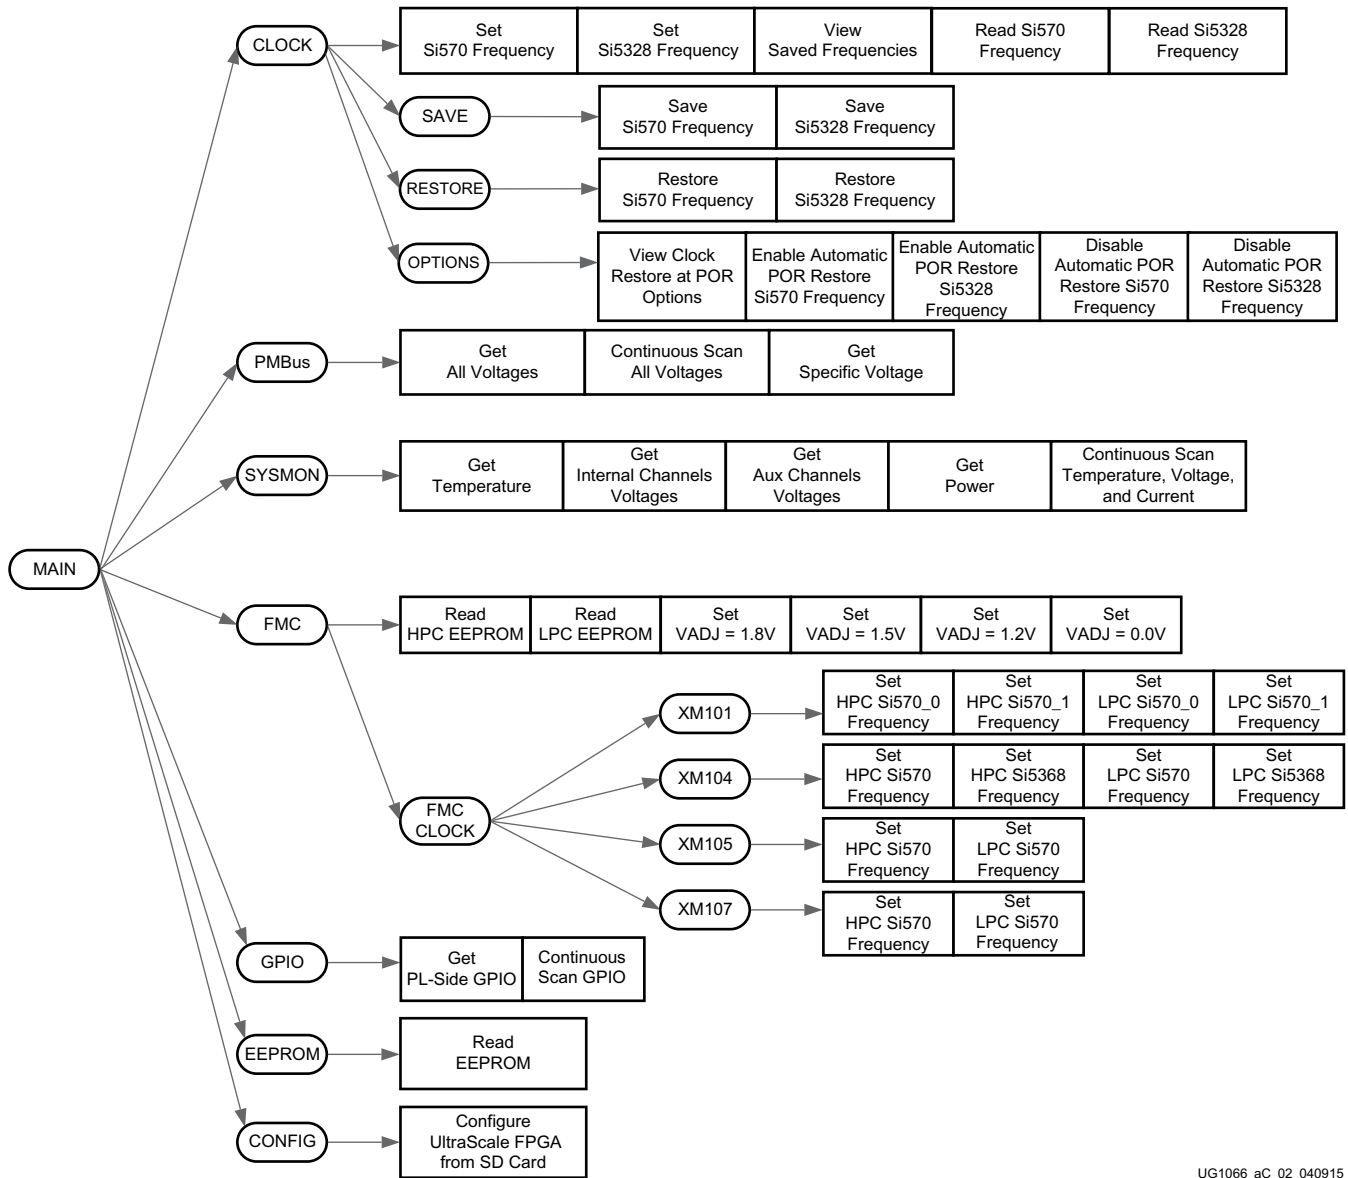 CLOCK
Set
Si570 Frequency
Set
Si5328 Frequency
View
Saved Frequencies
Read Si570
Frequency
Read Si5328
Frequency
SAVE
Save
Si570 Frequency
Save
Si5328 Frequency
RESTORE
Restore
Si570 Frequency
Restore
Si5328 Frequency
OPTIONS
View Clock
Restore at POR
Options
Enable Automatic
POR Restore
Si570 Frequency
Enable Automatic
POR Restore
Si5328
Frequency
Disable
Automatic POR
Restore Si570
Frequency
Disable
Automatic POR
Restore Si5328
Frequency
PMBus
Get
All Voltages
Continuous Scan
All Voltages
Get
Specific Voltage
SYSMON
Get
Temperature
Get
Internal Channels
Voltages
Get
Aux Channels
Voltages
Get
Power
Continuous Scan
Temperature, Voltage,
and Current
MAIN
FMC
Read
HPC EEPROM
Read
LPC EEPROM
Set
VADJ = 1.8V
Set
VADJ = 1.5V
Set
VADJ = 1.2V
Set
VADJ = 0.0V
FMC
CLOCK
XM101
Set
HPC Si570_0
Frequency
Set
HPC Si570_1
Frequency
Set
LPC Si570_0
Frequency
Set
LPC Si570_1
Frequency
XM104
Set
HPC Si570
Frequency
Set
HPC Si5368
Frequency
Set
LPC Si570
Frequency
Set
LPC Si5368
Frequency
XM105
Set
HPC Si570
Frequency
Set
LPC Si570
Frequency
XM107
Set
HPC Si570
Frequency
Set
LPC Si570
Frequency
GPIO
Get
PL-Side GPIO
Continuous
Scan GPIO
EEPROM
Read
EEPROM
CONFIG
Configure
UltraScale FPGA
from SD Card
UG1066_aC_02_040915